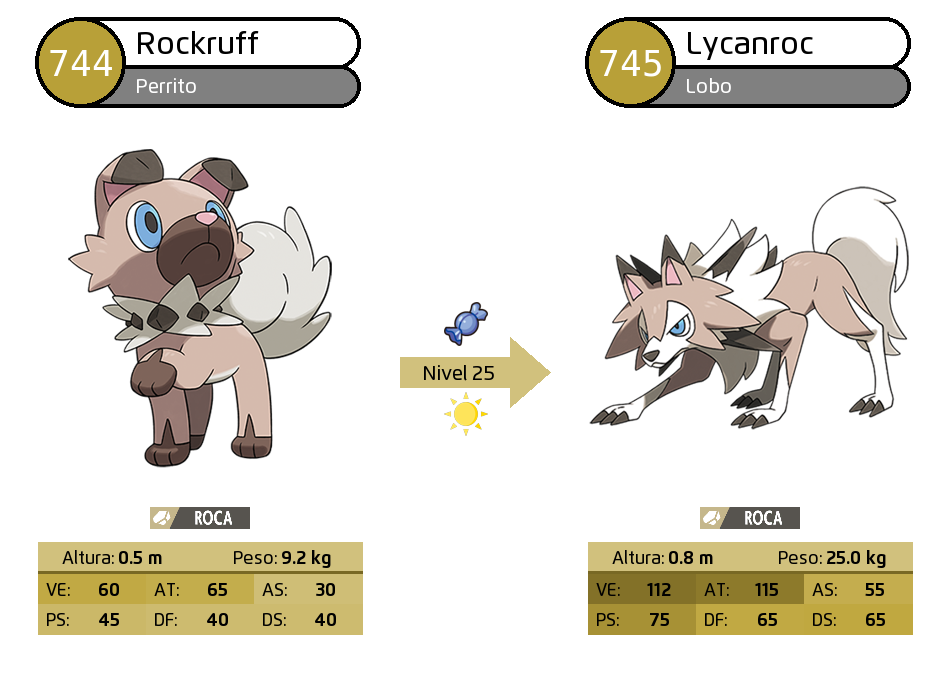 744 Rockruff
Perrito
745 Lycanroc
Lobo
Nivel 25
ROCA
Altura: 0.5 m Peso: 9.2 kg
VE: 60 AT: 65 AS: 30
PS: 45 DF: 40 DS: 40
ROCA
Altura: 0.8 m Peso: 25.0 kg
VE: 112 AT: 115 AS: 55
PS: 75 DF: 65 DS: 65